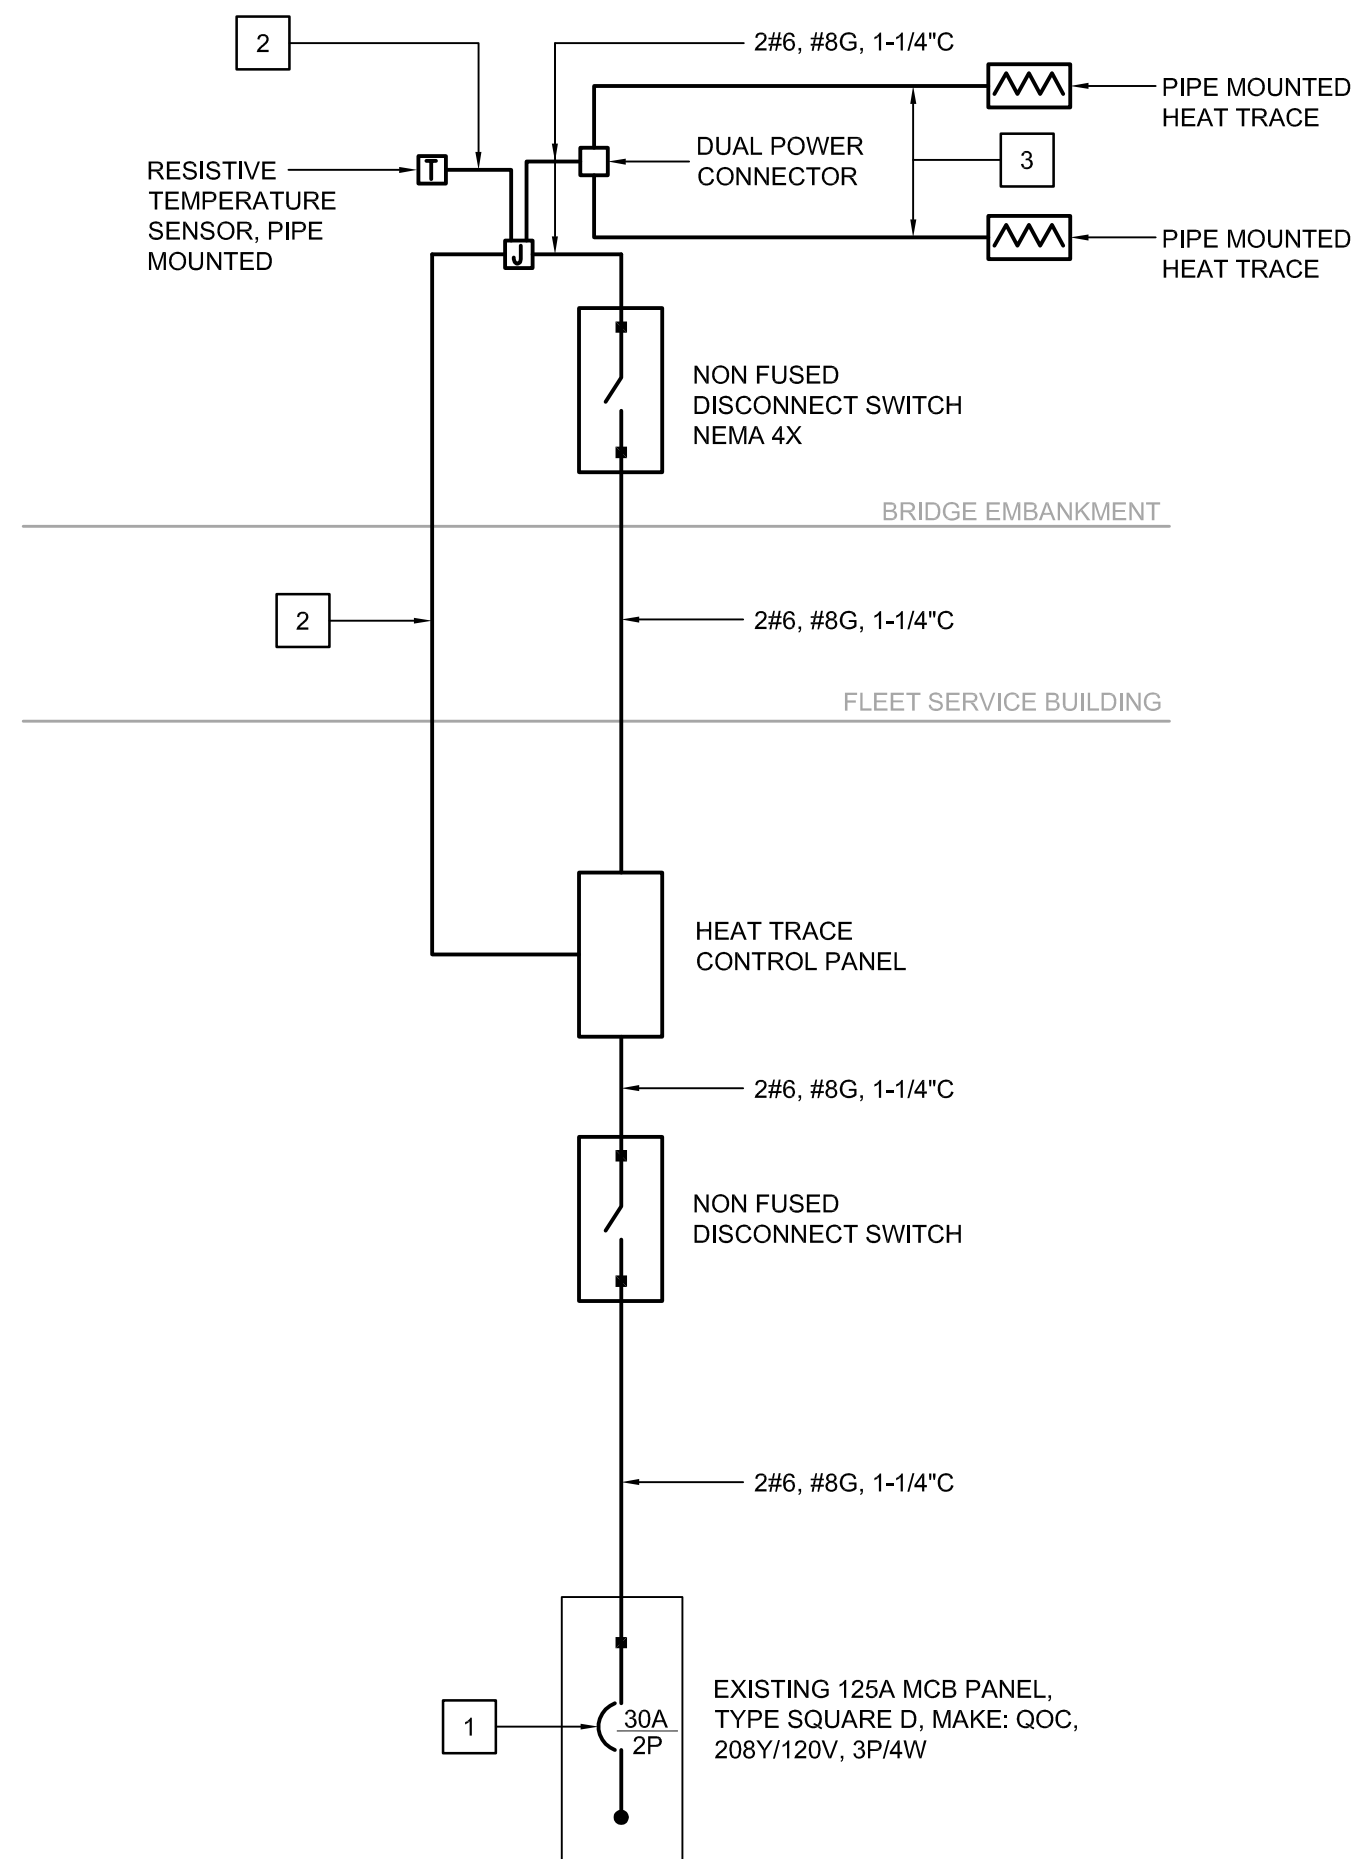 2
2#6, #8G, 1-1/4"C
PIPE MOUNTED
HEAT TRACE
DUAL POWER
CONNECTOR
3
RESISTIVE
TEMPERATURE
SENSOR, PIPE
MOUNTED
T
J
PIPE MOUNTED
HEAT TRACE
NON FUSED
DISCONNECT SWITCH
NEMA 4X
BRIDGE EMBANKMENT
2
2#6, #8G, 1-1/4"C
FLEET SERVICE BUILDING
HEAT TRACE
CONTROL PANEL
2#6, #8G, 1-1/4"C
NON FUSED
DISCONNECT SWITCH
2#6, #8G, 1-1/4"C
1
30A
2P
EXISTING 125A MCB PANEL,
TYPE SQUARE D, MAKE: QOC,
208Y/120V, 3P/4W